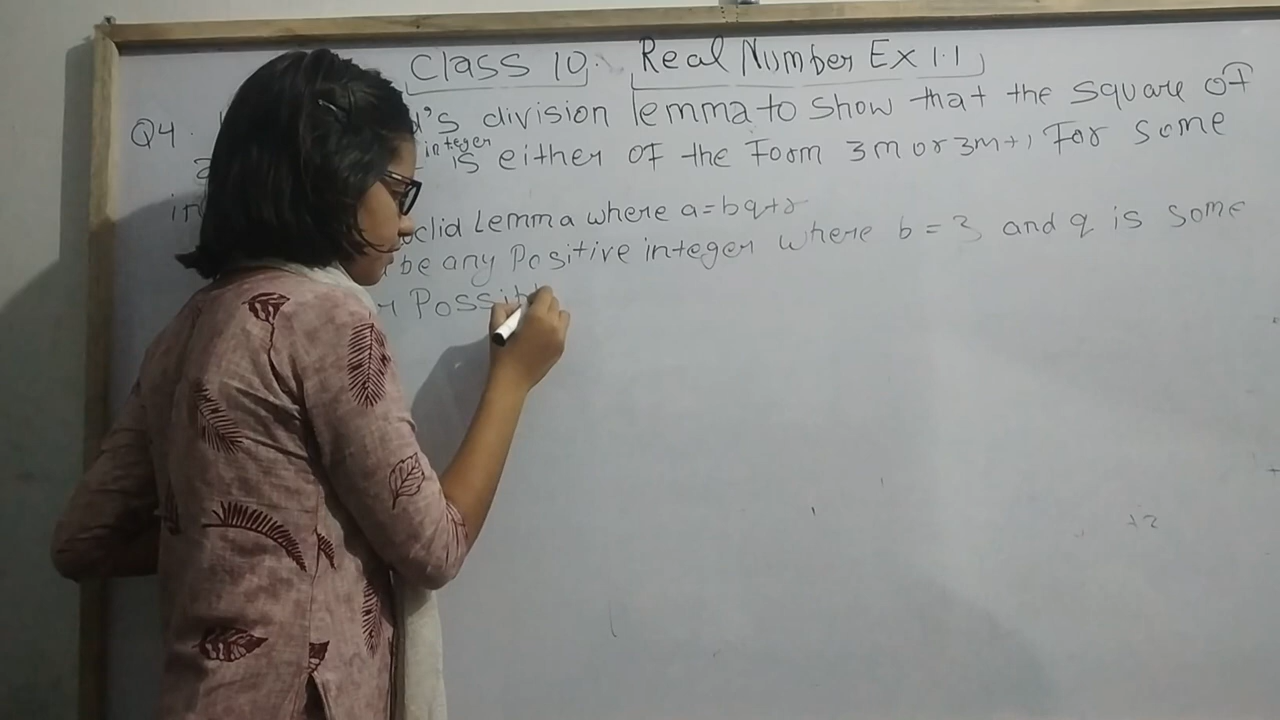 Class 10. Real Number Ex 1.1
Q4. division lemma to show that the square of
integer
is either of the form 3m or 3m+1 for some
Lemma where a=bq+r
be any Positive integer where b = 3 and q is some
+2